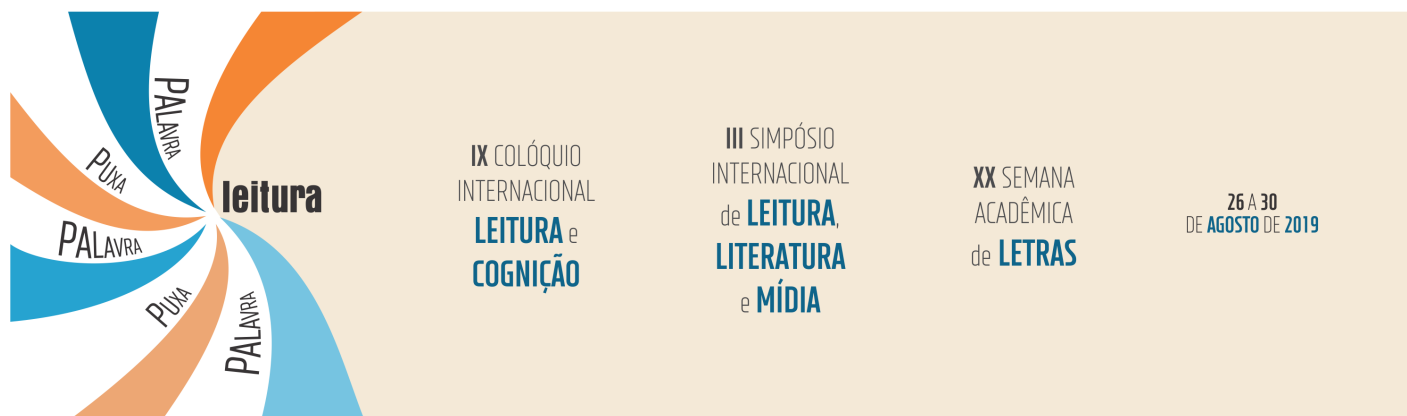 PALAVRA
PUXA
PALAVRA
PUXA
PALAVRA
leitura
IX COLÓQUIO
INTERNACIONAL
LEITURA e
COGNIÇÃO
III SIMPÓSIO
INTERNACIONAL
de LEITURA,
LITERATURA
e MÍDIA
XX SEMANA
ACADÊMICA
de LETRAS
26 A 30
DE AGOSTO DE 2019